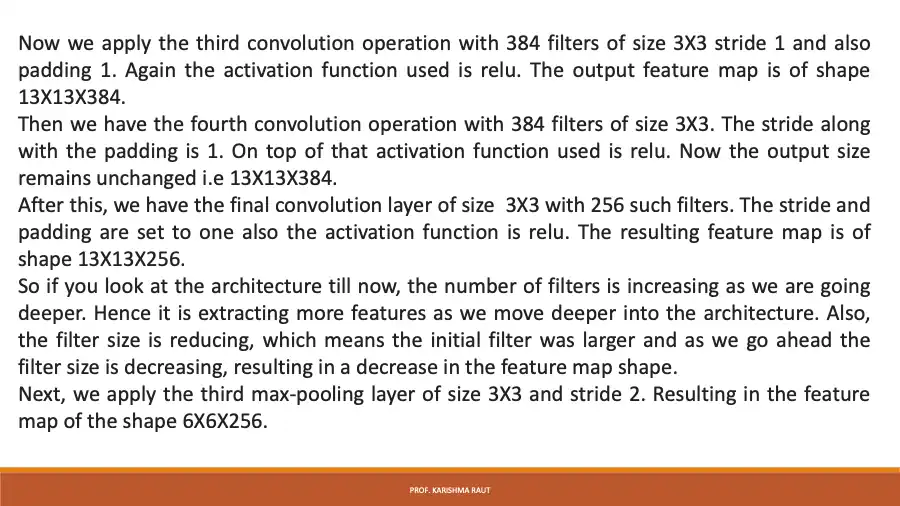 Now we apply the third convolution operation with 384 filters of size 3X3 stride 1 and also
padding 1. Again the activation function used is relu. The output feature map is of shape
13X13X384.
Then we have the fourth convolution operation with 384 filters of size 3X3. The stride along
with the padding is 1. On top of that activation function used is relu. Now the output size
remains unchanged i.e 13X13X384.
After this, we have the final convolution layer of size  3X3 with 256 such filters. The stride and
padding are set to one also the activation function is relu. The resulting feature map is of
shape 13X13X256.
So if you look at the architecture till now, the number of filters is increasing as we are going
deeper. Hence it is extracting more features as we move deeper into the architecture. Also,
the filter size is reducing, which means the initial filter was larger and as we go ahead the
filter size is decreasing, resulting in a decrease in the feature map shape.
Next, we apply the third max-pooling layer of size 3X3 and stride 2. Resulting in the feature
map of the shape 6X6X256.
PROF. KARISHMA RAUT